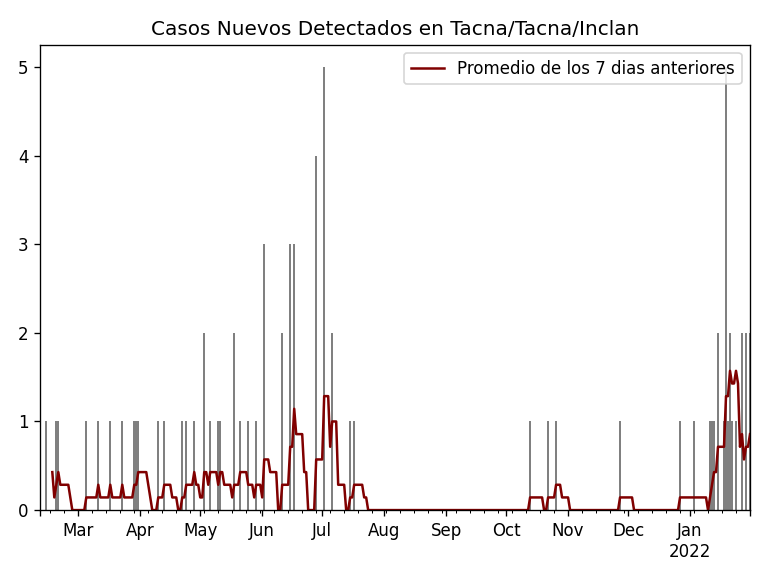 Casos Nuevos Detectados en Tacna/Tacna/Inclan
Promedio de los 7 dias anteriores
5
4
3
2
1
0
Mar Apr May Jun Jul Aug Sep Oct Nov Dec Jan
2022